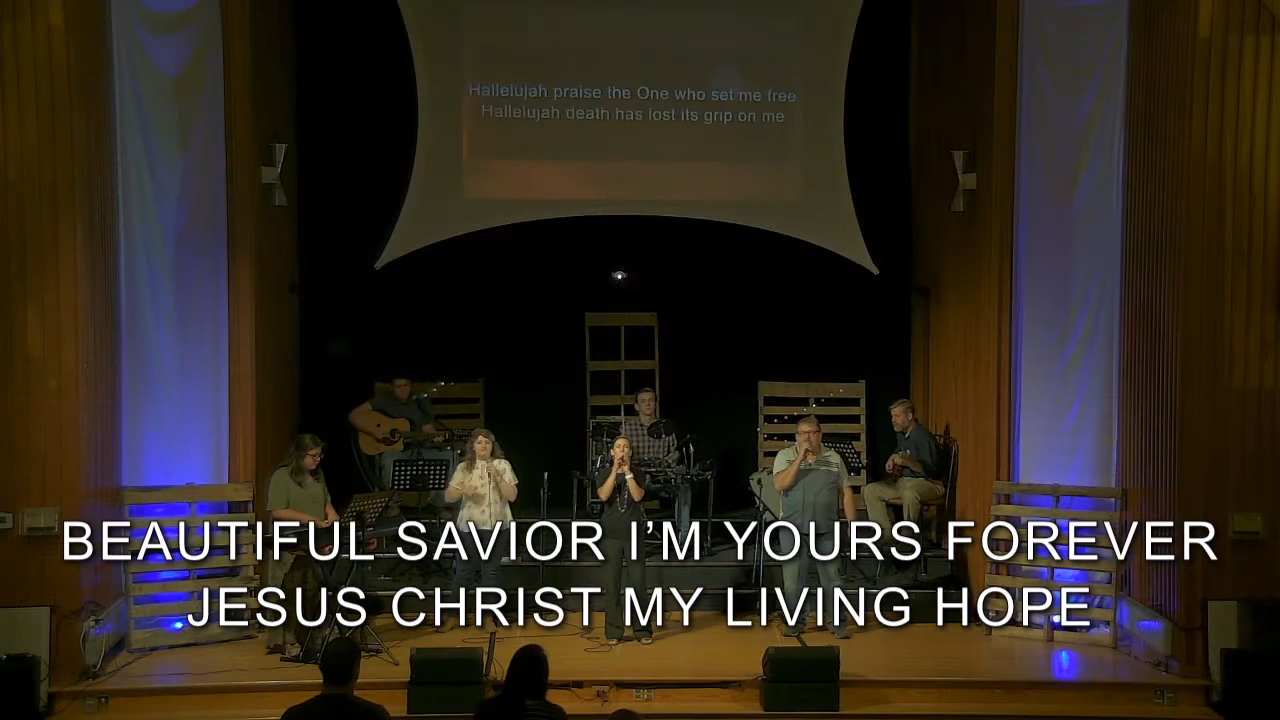 Hallelujah praise the One who set me free
Hallelujah death has lost its grip on me
BEAUTIFUL SAVIOR I’M YOURS FOREVER
JESUS CHRIST MY LIVING HOPE